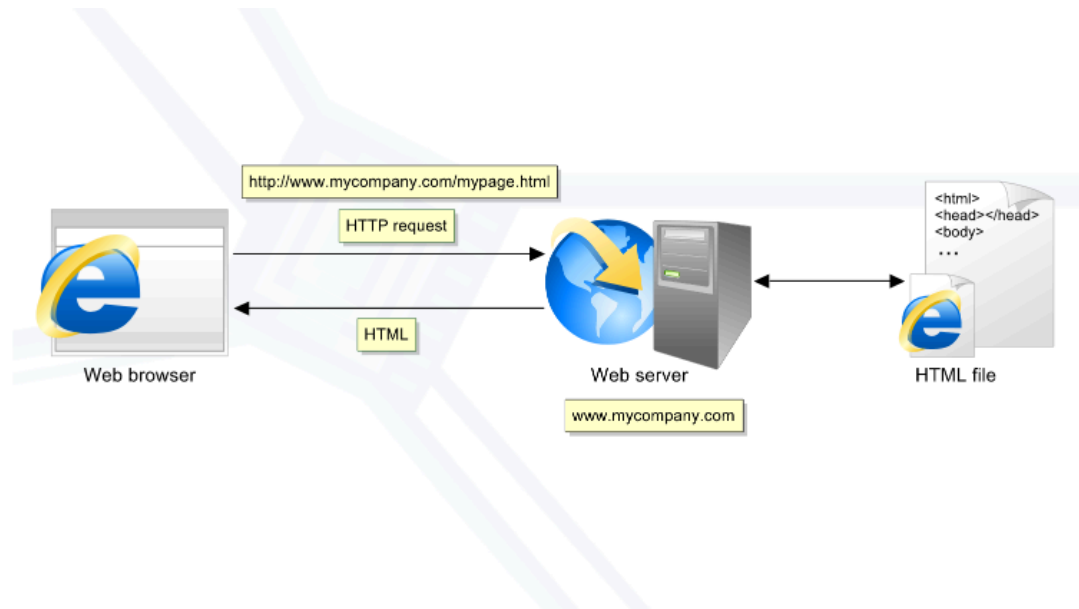 http://www.mycompany.com/mypage.html
HTTP request
HTML
Web browser
Web server
www.mycompany.com
<html>
<head></head>
<body>
...
HTML file